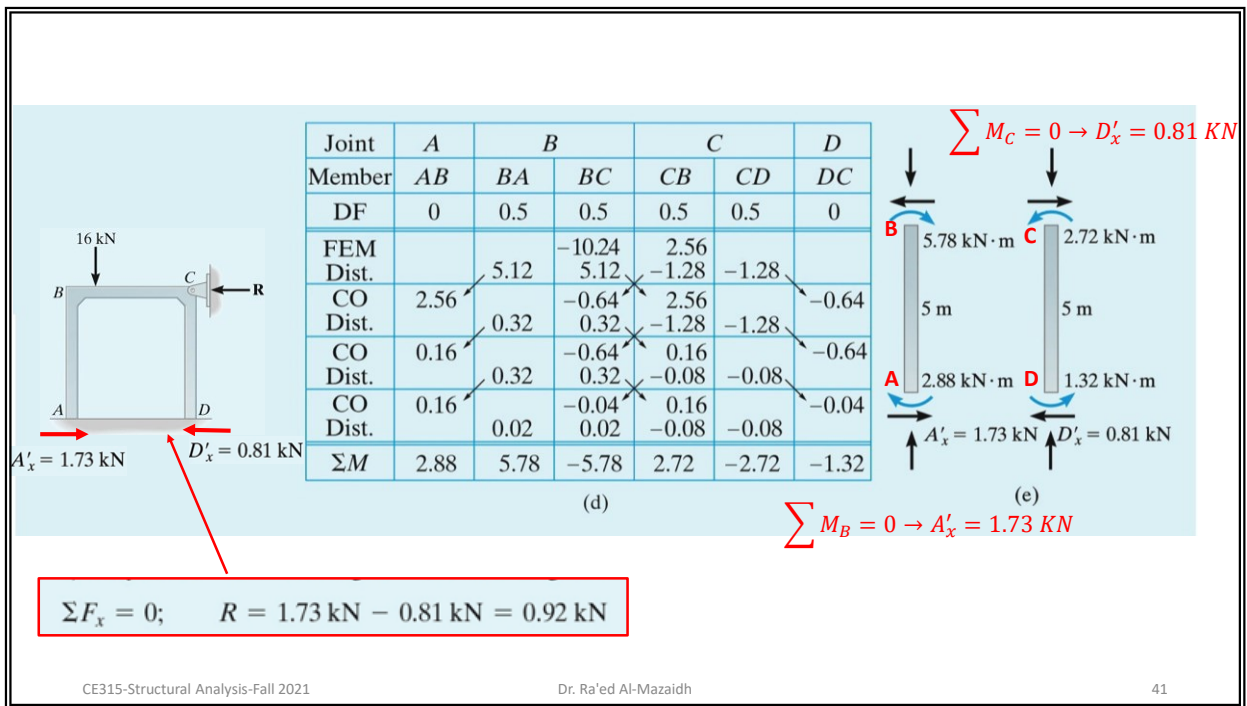 ∑ M_C = 0 → D'_x = 0.81 KN
16 kN
B
C
R
A
D
A'_x = 1.73 kN
D'_x = 0.81 kN
Joint A B C D
Member AB BA BC CB CD DC
DF 0 0.5 0.5 0.5 0.5 0
FEM −10.24 2.56
Dist. 5.12 5.12 −1.28 −1.28
CO 2.56 −0.64 2.56 −0.64
Dist. 0.32 0.32 −1.28 −1.28
CO 0.16 −0.64 0.16 −0.64
Dist. 0.32 0.32 −0.08 −0.08
CO 0.16 −0.04 0.16 −0.04
Dist. 0.02 0.02 −0.08 −0.08
ΣM 2.88 5.78 −5.78 2.72 −2.72 −1.32
(d)
B 5.78 kN·m C 2.72 kN·m
5 m 5 m
A 2.88 kN·m D 1.32 kN·m
A'_x = 1.73 kN D'_x = 0.81 kN
(e)
∑ M_B = 0 → A'_x = 1.73 KN
ΣF_x = 0; R = 1.73 kN − 0.81 kN = 0.92 kN
CE315-Structural Analysis-Fall 2021
Dr. Ra'ed Al-Mazaidh
41